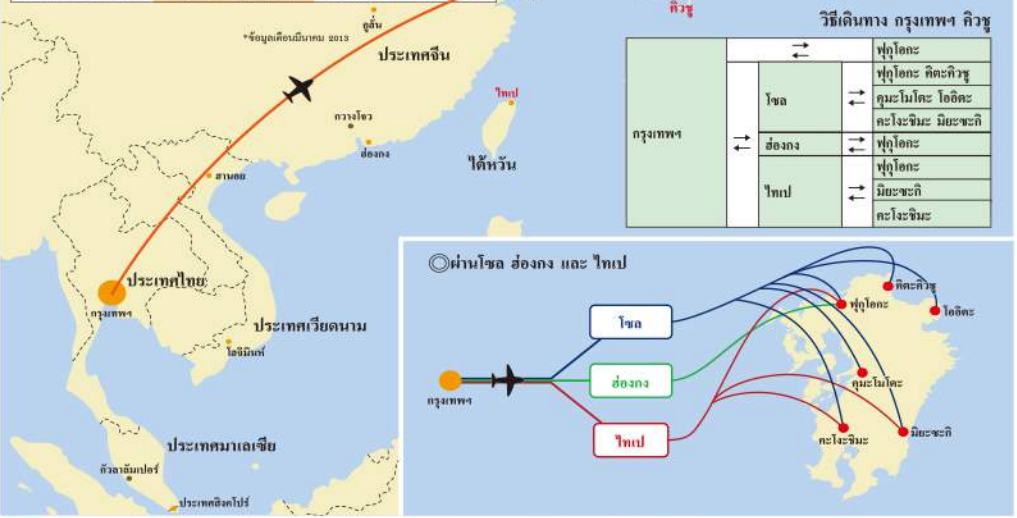 คิวชู
วิธีเดินทาง กรุงเทพฯ คิวชู
*ข้อมูลเดือนมีนาคม 2013
อู่ฮั่น
ประเทศจีน
ไทเป
กวางโจว
ฮ่องกง
ไต้หวัน
ฮานอย
ประเทศไทย
กรุงเทพฯ
ประเทศเวียดนาม
โฮจิมินห์
ประเทศมาเลเซีย
กัวลาลัมเปอร์
ประเทศสิงคโปร์
กรุงเทพฯ
ฟุกุโอกะ
โซล
ฟุกุโอกะ คิตะคิวชู
คุมะโมโตะ โออิตะ
คะโงะชิมะ มิยะซะกิ
ฮ่องกง
ฟุกุโอกะ
ไทเป
ฟุกุโอกะ
มิยะซะกิ
คะโงะชิมะ
◎ผ่านโซล ฮ่องกง และ ไทเป
กรุงเทพฯ
โซล
ฮ่องกง
ไทเป
คิตะคิวชู
ฟุกุโอกะ
โออิตะ
คุมะโมโตะ
คะโงะชิมะ
มิยะซะกิ